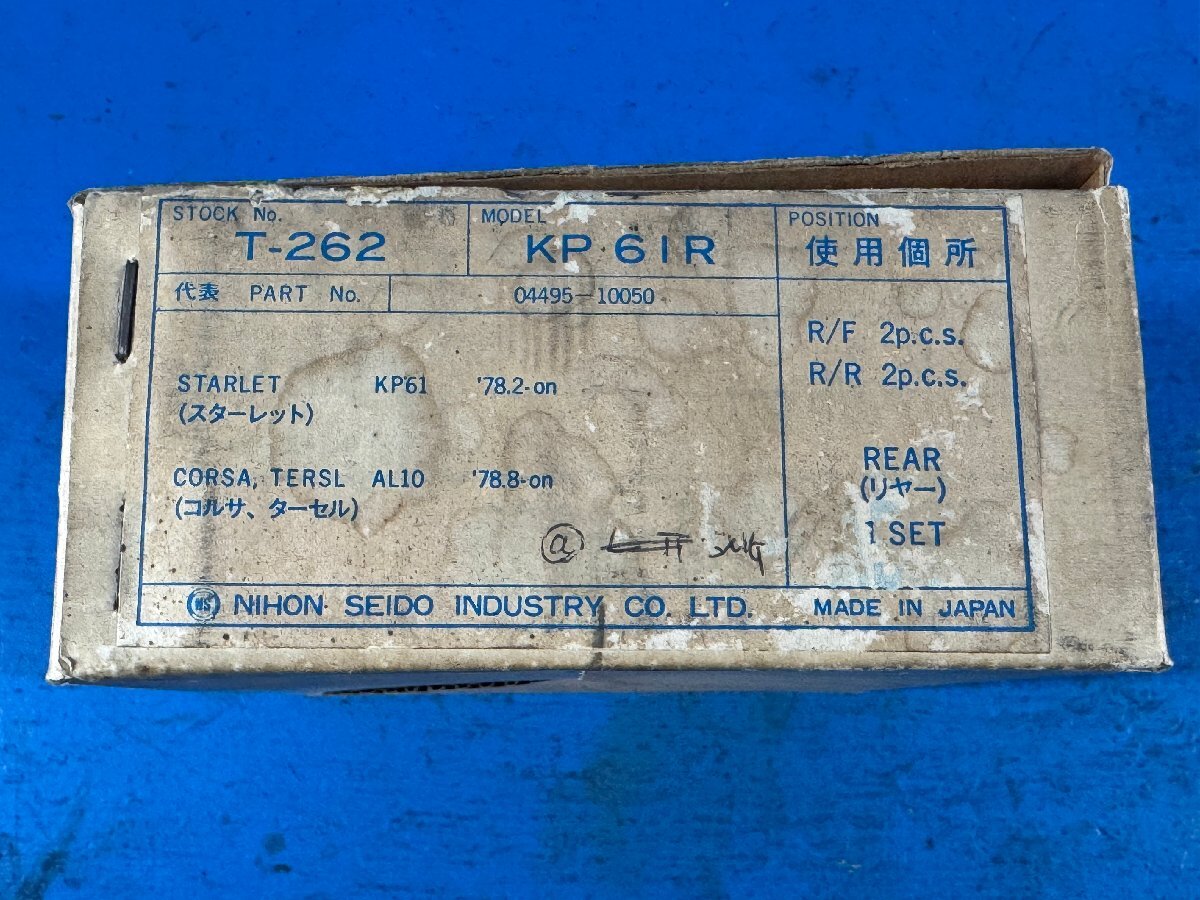 STOCK No. MODEL POSITION
T-262 KP 61R 使用個所
代表 PART No. 04495-10050
R/F 2p.c.s.
R/R 2p.c.s.
STARLET KP61 '78.2-on
(スターレット)
REAR
(リヤー)
1 SET
CORSA, TERSL AL10 '78.8-on
(コルサ、ターセル)
@
NS NIHON SEIDO INDUSTRY CO. LTD. MADE IN JAPAN